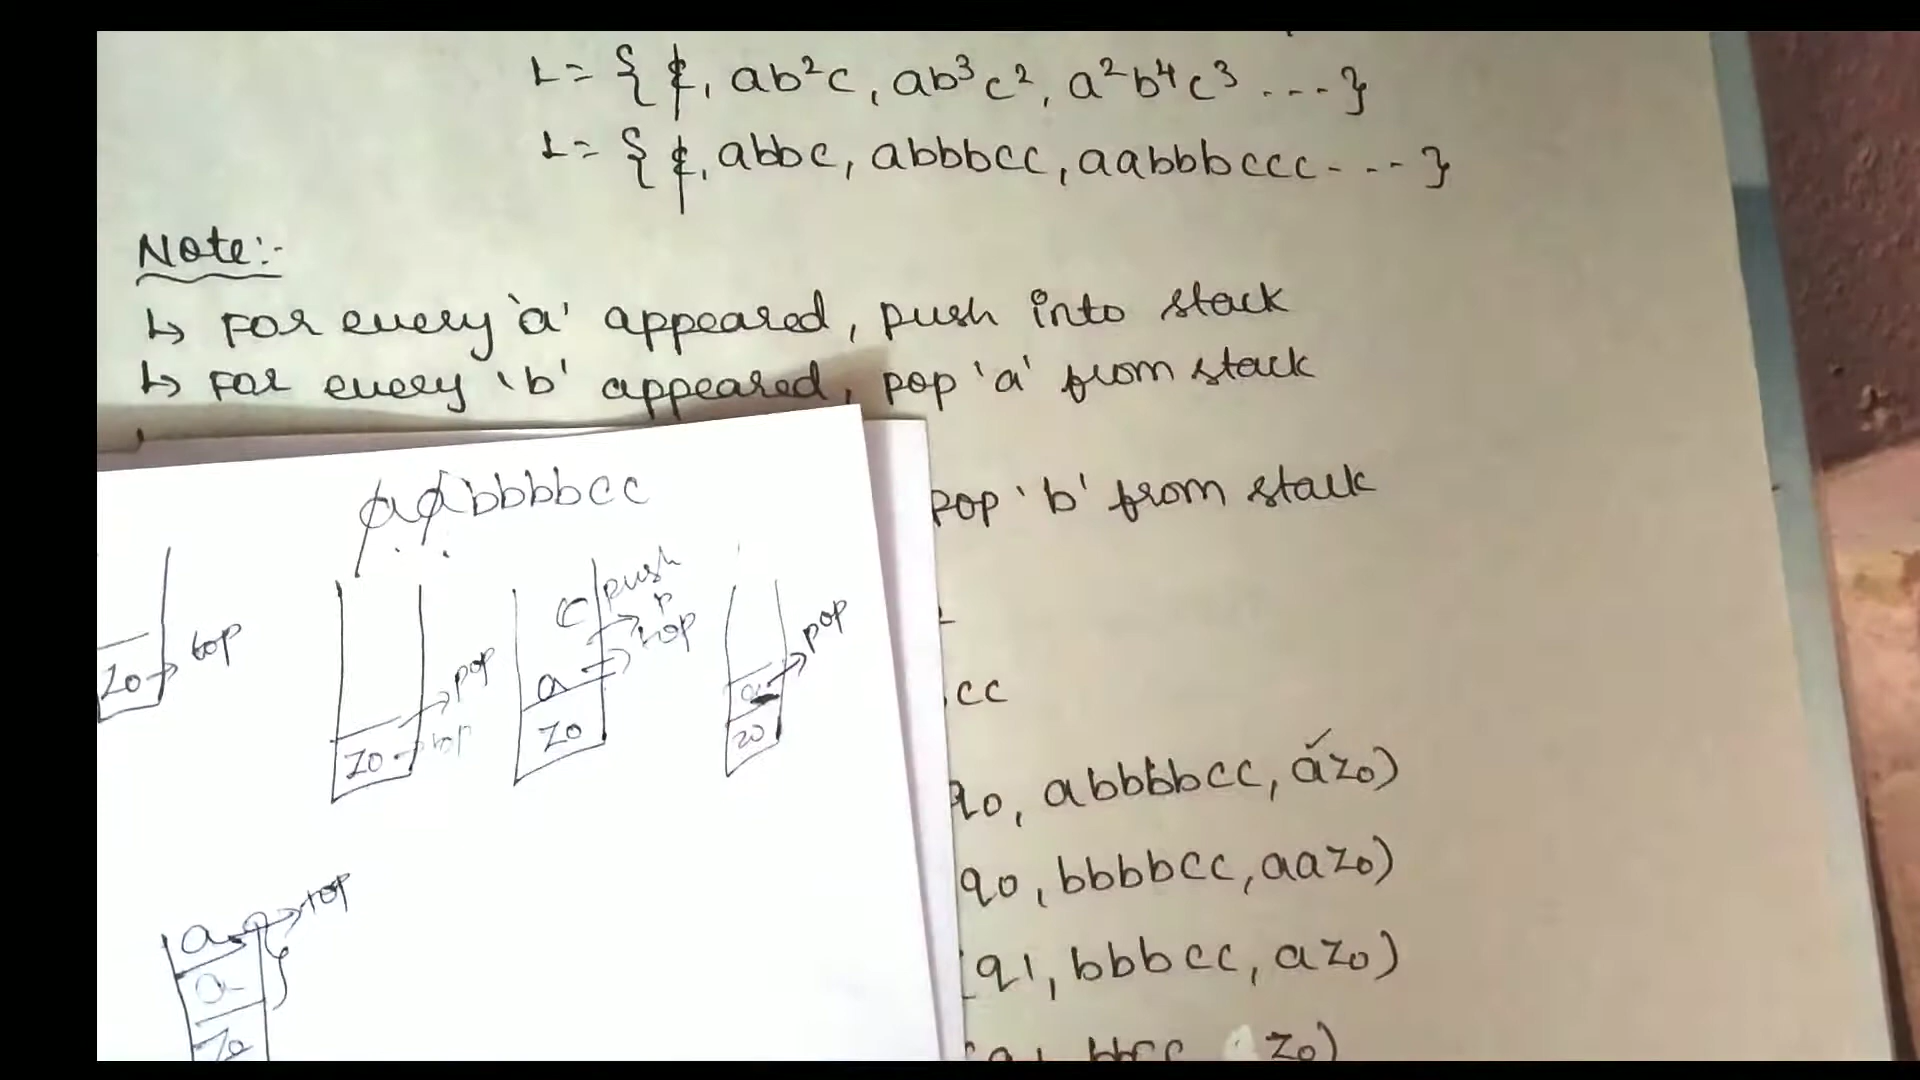 L = { ¢, ab²c, ab³c², a²b⁴c³ ---- }
L = { ¢, abbc, abbbcc, aabbbccc- - -- }
Note:-
↳ For every 'a' appeared, push into stack
↳ For every 'b' appeared, pop 'a' from stack
pop 'b' from stack
aabbbbcc
push
top
pop
top
pop
top
a
a
Z0
Z0
Z0
Z0
cc
q0, abbbbcc, az0)
q0, bbbbcc, aaz0)
q1, bbbcc, az0)
bbcc, z0)
a
top
a
Z0